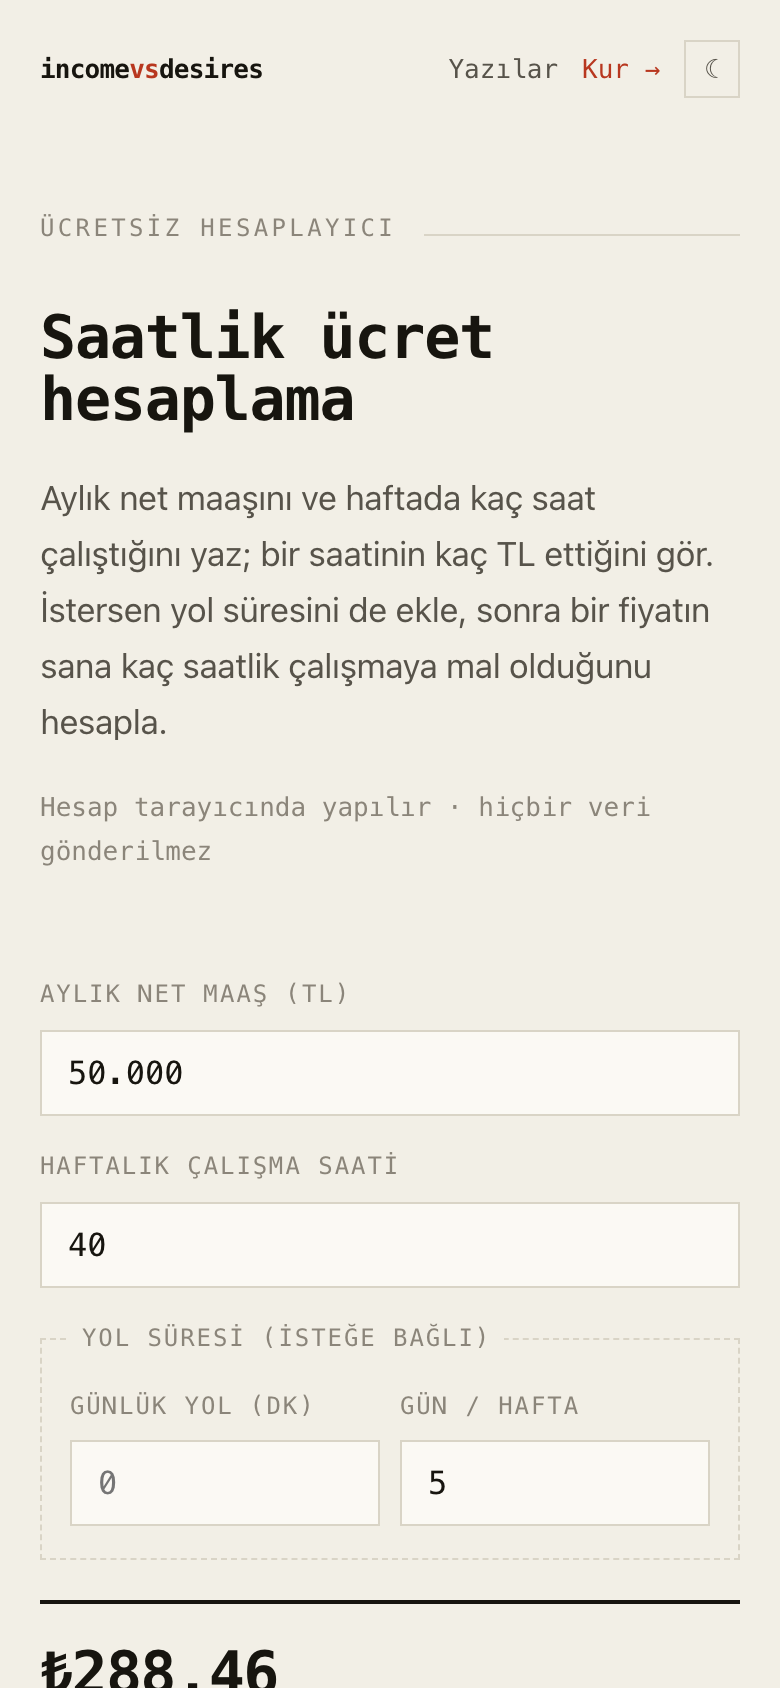 incomevsdesires
Yazılar Kur →
ÜCRETSİZ HESAPLAYICI
Saatlik ücret
hesaplama
Aylık net maaşını ve haftada kaç saat
çalıştığını yaz; bir saatinin kaç TL ettiğini gör.
İstersen yol süresini de ekle, sonra bir fiyatın
sana kaç saatlik çalışmaya mal olduğunu
hesapla.
Hesap tarayıcında yapılır · hiçbir veri
gönderilmez
AYLIK NET MAAŞ (TL)
50.000
HAFTALIK ÇALIŞMA SAATİ
40
YOL SÜRESİ (İSTEĞE BAĞLI)
GÜNLÜK YOL (DK) GÜN / HAFTA
0 5
₺288,46